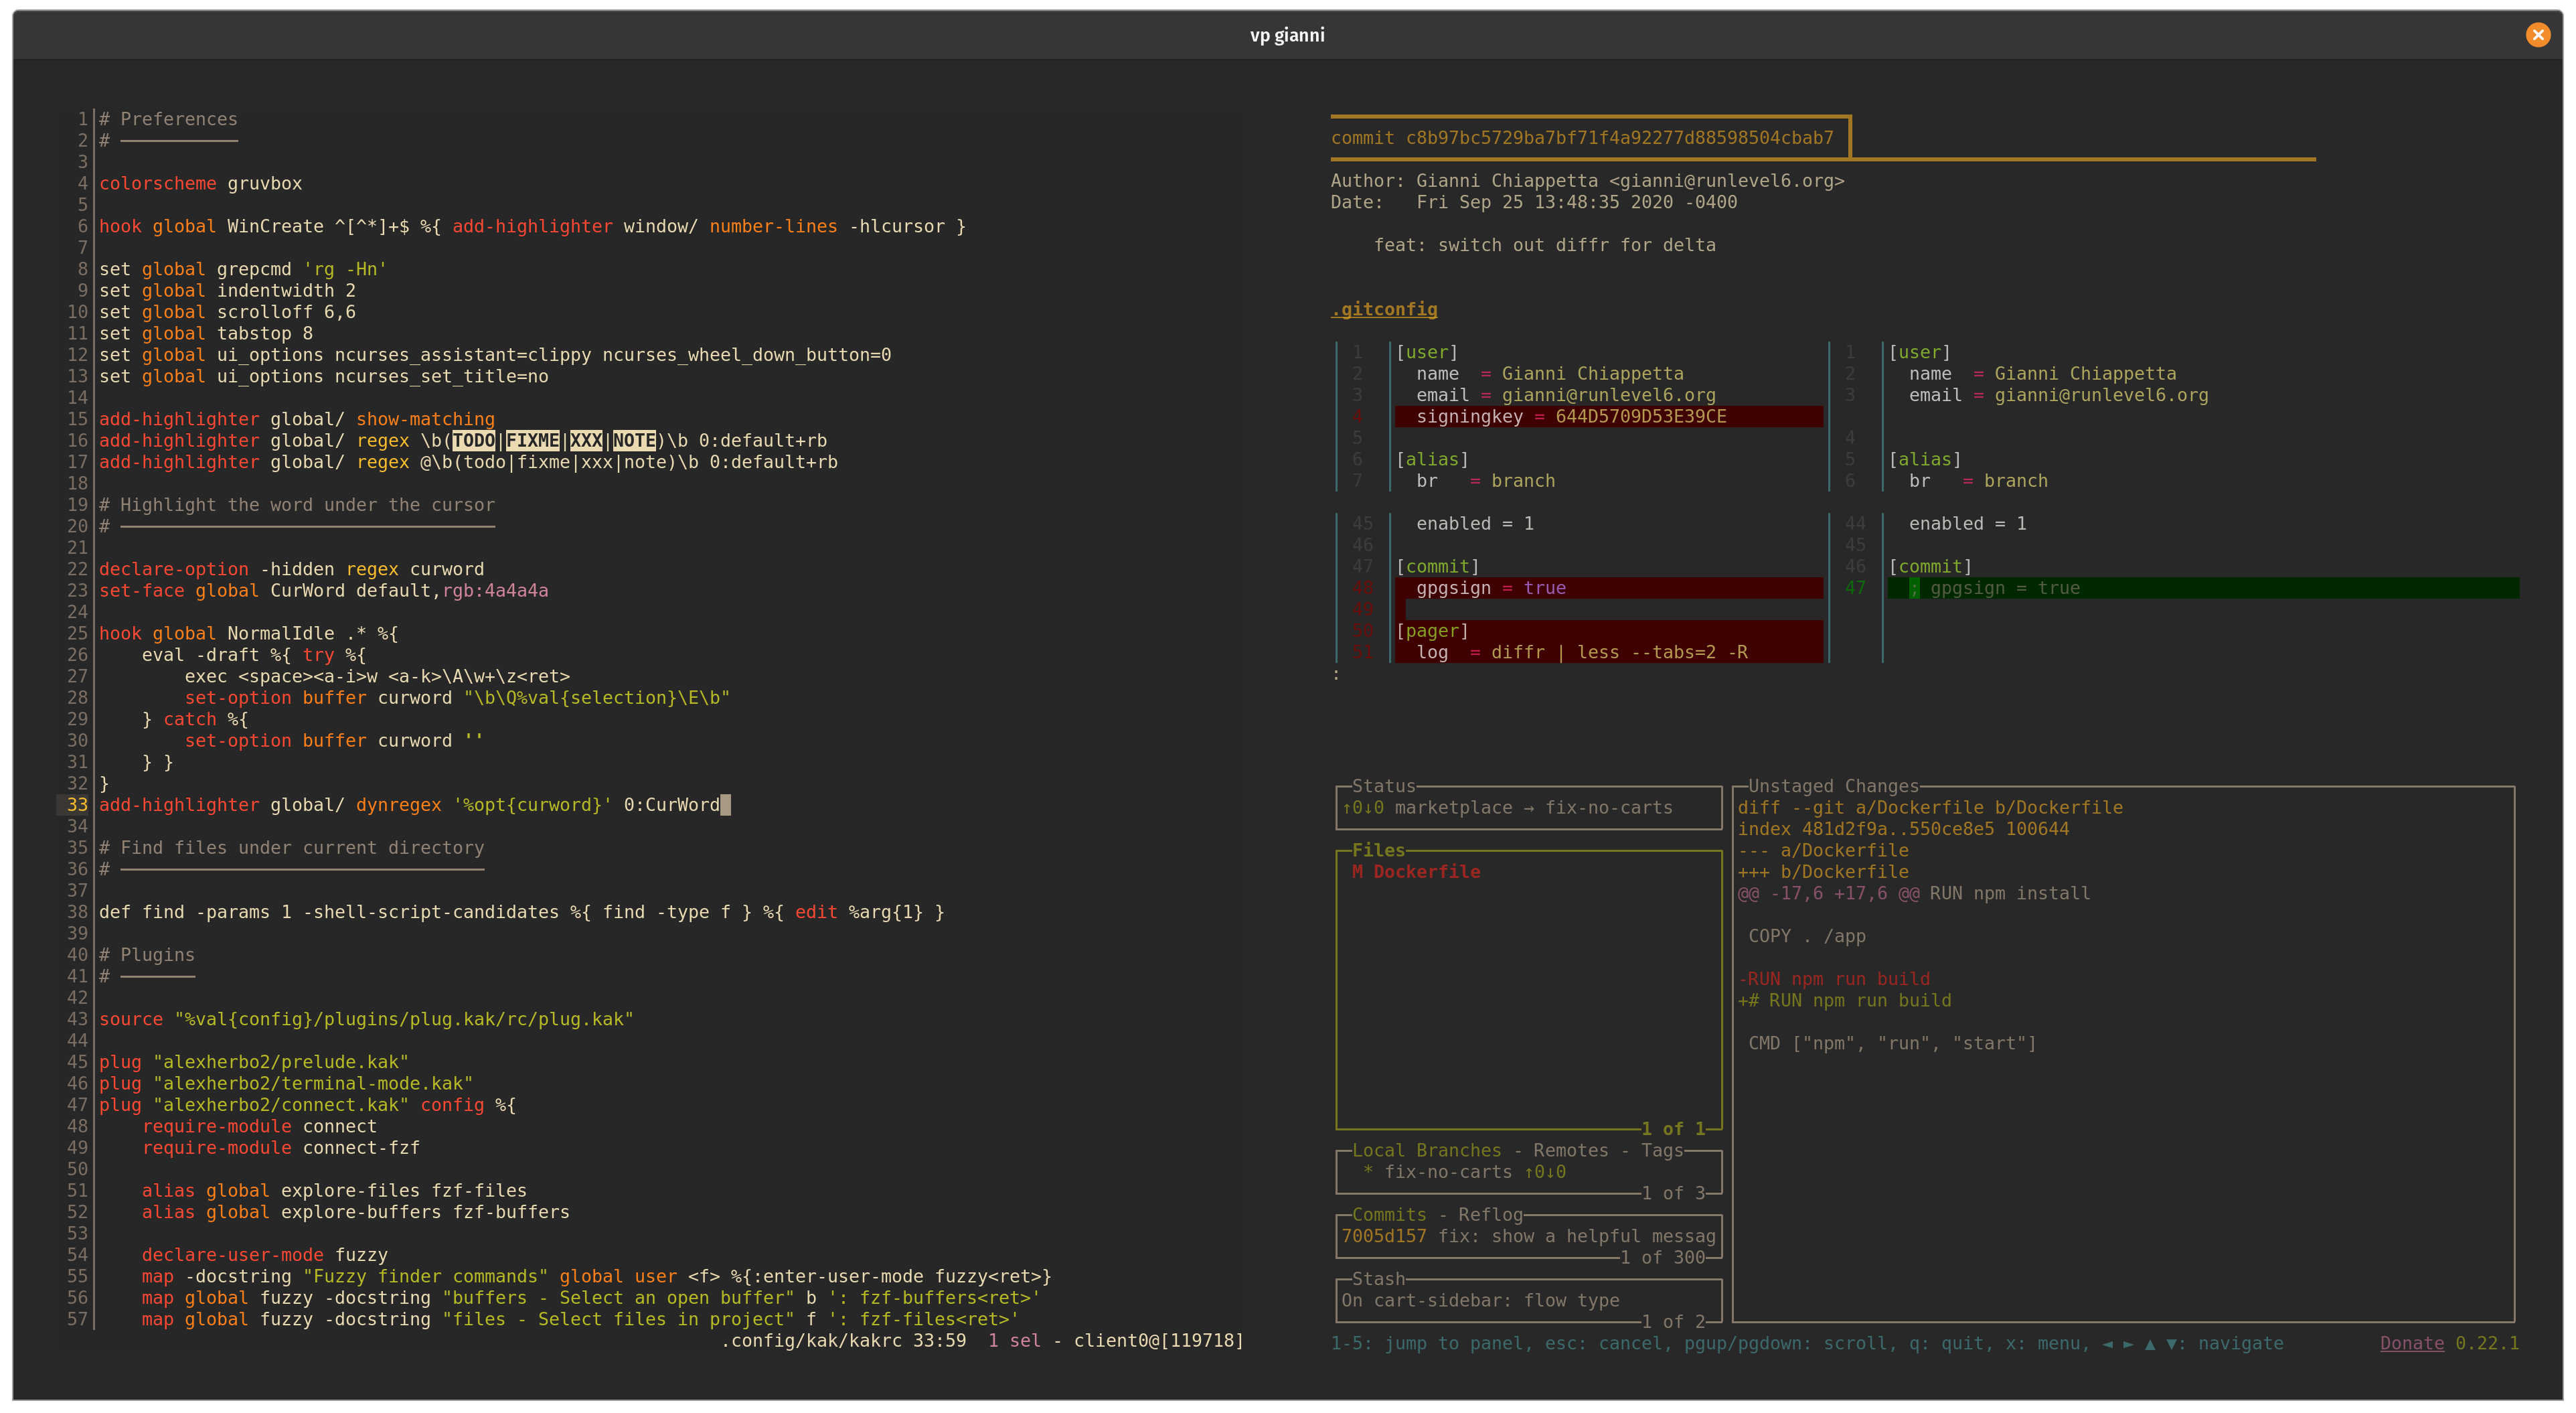 vp gianni
1 # Preferences
2 # ───────────
3
4 colorscheme gruvbox
5
6 hook global WinCreate ^[^*]+$ %{ add-highlighter window/ number-lines -hlcursor }
7
8 set global grepcmd 'rg -Hn'
9 set global indentwidth 2
10 set global scrolloff 6,6
11 set global tabstop 8
12 set global ui_options ncurses_assistant=clippy ncurses_wheel_down_button=0
13 set global ui_options ncurses_set_title=no
14
15 add-highlighter global/ show-matching
16 add-highlighter global/ regex \b(TODO|FIXME|XXX|NOTE)\b 0:default+rb
17 add-highlighter global/ regex @\b(todo|fixme|xxx|note)\b 0:default+rb
18
19 # Highlight the word under the cursor
20 # ───────────────────────────────────
21
22 declare-option -hidden regex curword
23 set-face global CurWord default,rgb:4a4a4a
24
25 hook global NormalIdle .* %{
26     eval -draft %{ try %{
27         exec <space><a-i>w <a-k>\A\w+\z<ret>
28         set-option buffer curword "\b\Q%val{selection}\E\b"
29     } catch %{
30         set-option buffer curword ''
31     } }
32 }
33 add-highlighter global/ dynregex '%opt{curword}' 0:CurWord
34
35 # Find files under current directory
36 # ──────────────────────────────────
37
38 def find -params 1 -shell-script-candidates %{ find -type f } %{ edit %arg{1} }
39
40 # Plugins
41 # ───────
42
43 source "%val{config}/plugins/plug.kak/rc/plug.kak"
44
45 plug "alexherbo2/prelude.kak"
46 plug "alexherbo2/terminal-mode.kak"
47 plug "alexherbo2/connect.kak" config %{
48     require-module connect
49     require-module connect-fzf
50
51     alias global explore-files fzf-files
52     alias global explore-buffers fzf-buffers
53
54     declare-user-mode fuzzy
55     map -docstring "Fuzzy finder commands" global user <f> %{:enter-user-mode fuzzy<ret>}
56     map global fuzzy -docstring "buffers - Select an open buffer" b ': fzf-buffers<ret>'
57     map global fuzzy -docstring "files - Select files in project" f ': fzf-files<ret>'
.config/kak/kakrc 33:59  1 sel - client0@[119718]
commit c8b97bc5729ba7bf71f4a92277d88598504cbab7
Author: Gianni Chiappetta <gianni@runlevel6.org>
Date:   Fri Sep 25 13:48:35 2020 -0400
feat: switch out diffr for delta
.gitconfig
1 [user] 1 [user]
2 name = Gianni Chiappetta 2 name = Gianni Chiappetta
3 email = gianni@runlevel6.org 3 email = gianni@runlevel6.org
4 signingkey = 644D5709D53E39CE
5 4
6 [alias] 5 [alias]
7 br = branch 6 br = branch
45 enabled = 1 44 enabled = 1
46 45
47 [commit] 46 [commit]
48 gpgsign = true 47 ; gpgsign = true
49
50 [pager]
51 log = diffr | less --tabs=2 -R
:
Status
↑0↓0 marketplace → fix-no-carts
Files
M Dockerfile
1 of 1
Local Branches - Remotes - Tags
* fix-no-carts ↑0↓0
1 of 3
Commits - Reflog
7005d157 fix: show a helpful messag
1 of 300
Stash
On cart-sidebar: flow type
1 of 2
Unstaged Changes
diff --git a/Dockerfile b/Dockerfile
index 481d2f9a..550ce8e5 100644
--- a/Dockerfile
+++ b/Dockerfile
@@ -17,6 +17,6 @@ RUN npm install
COPY . /app
-RUN npm run build
+# RUN npm run build
CMD ["npm", "run", "start"]
1-5: jump to panel, esc: cancel, pgup/pgdown: scroll, q: quit, x: menu, ◄ ► ▲ ▼: navigate Donate 0.22.1